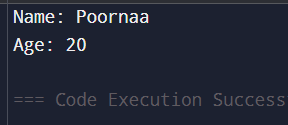 Name: Poornaa
Age: 20
=== Code Execution Success